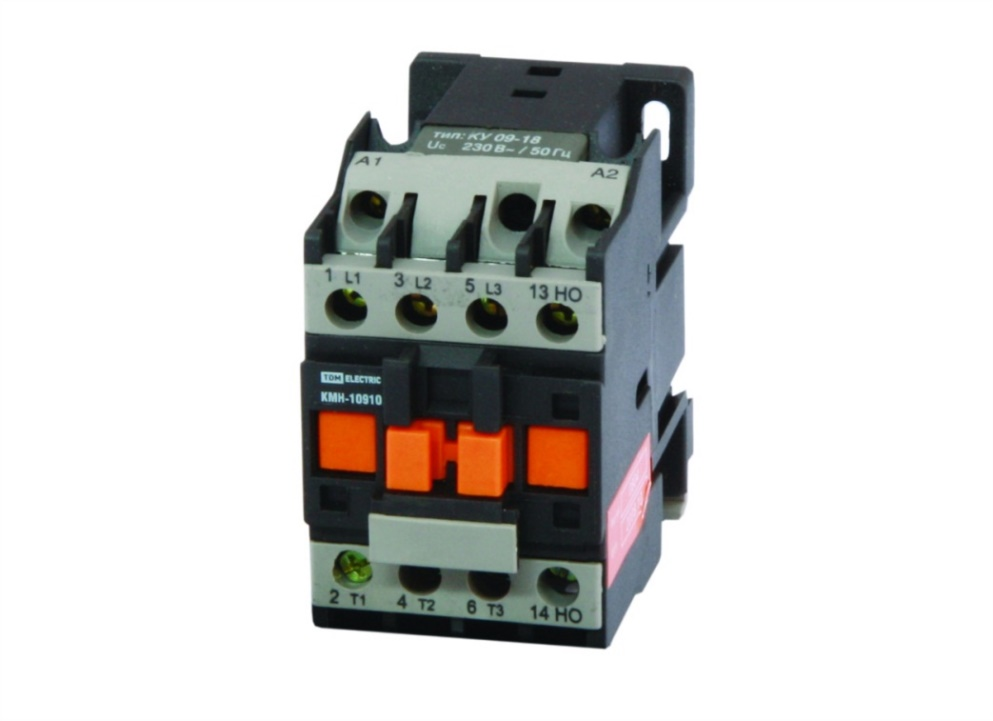 тип: КУ 09-18
Uc 230 В~ / 50 Гц
A1 A2
1 L1 3 L2 5 L3 13 НО
TDM ELECTRIC
КМН-10910
2 T1 4 T2 6 T3 14 НО